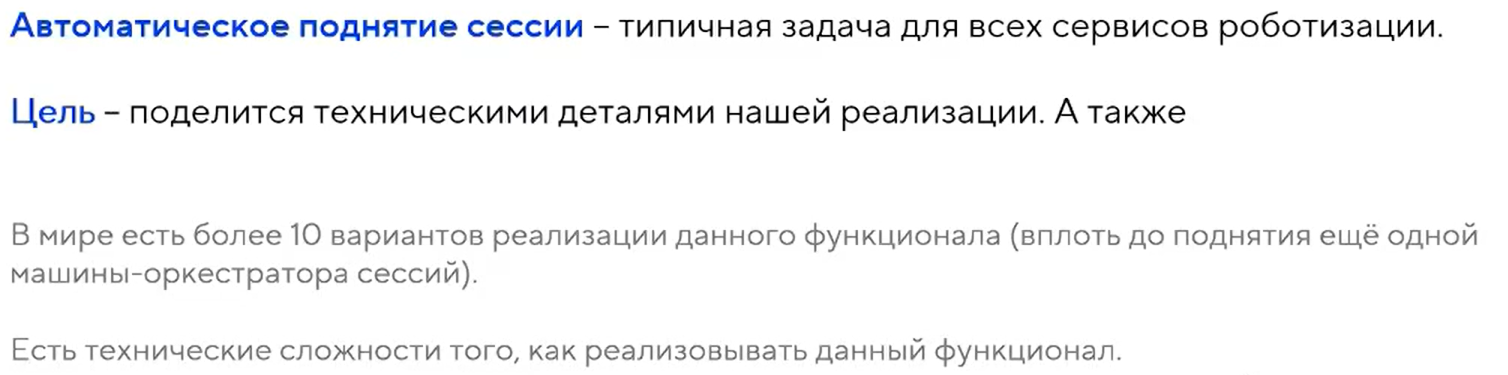 Автоматическое поднятие сессии – типичная задача для всех сервисов роботизации.
Цель – поделится техническими деталями нашей реализации. А также
В мире есть более 10 вариантов реализации данного функционала (вплоть до поднятия ещё одной
машины-оркестратора сессий).
Есть технические сложности того, как реализовывать данный функционал.